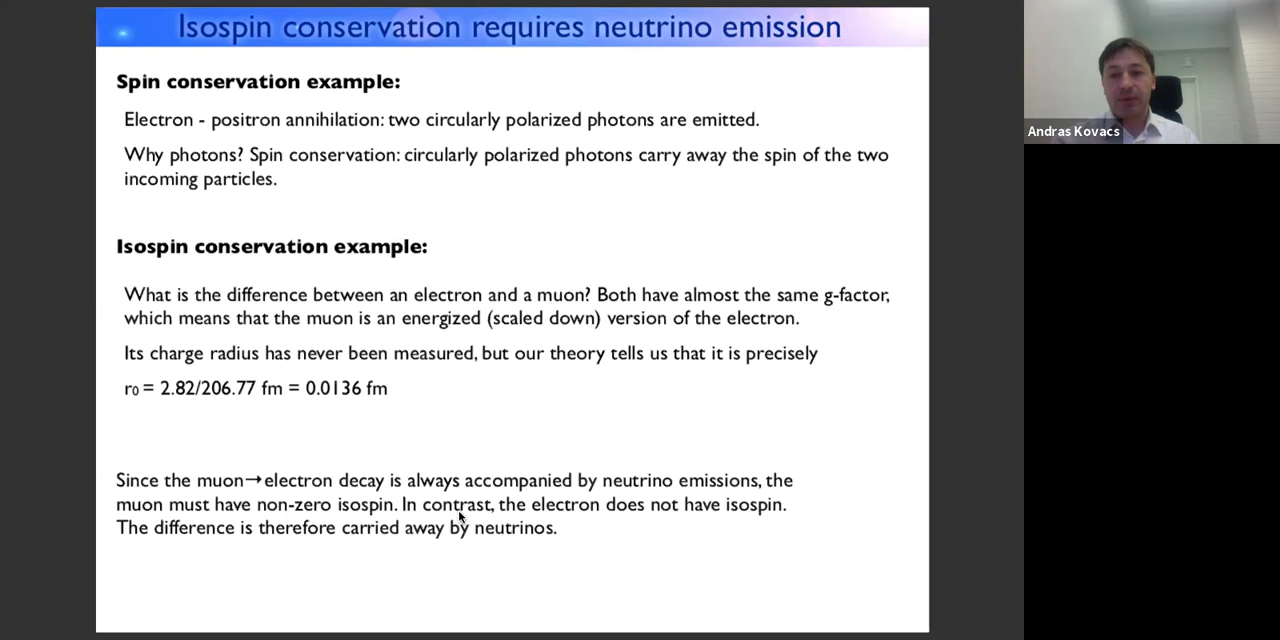 Isospin conservation requires neutrino emission
Spin conservation example:
Electron - positron annihilation: two circularly polarized photons are emitted.
Why photons? Spin conservation: circularly polarized photons carry away the spin of the two
incoming particles.
Isospin conservation example:
What is the difference between an electron and a muon? Both have almost the same g-factor,
which means that the muon is an energized (scaled down) version of the electron.
Its charge radius has never been measured, but our theory tells us that it is precisely
r₀ = 2.82/206.77 fm = 0.0136 fm
Since the muon→electron decay is always accompanied by neutrino emissions, the
muon must have non-zero isospin. In contrast, the electron does not have isospin.
The difference is therefore carried away by neutrinos.
Andras Kovacs